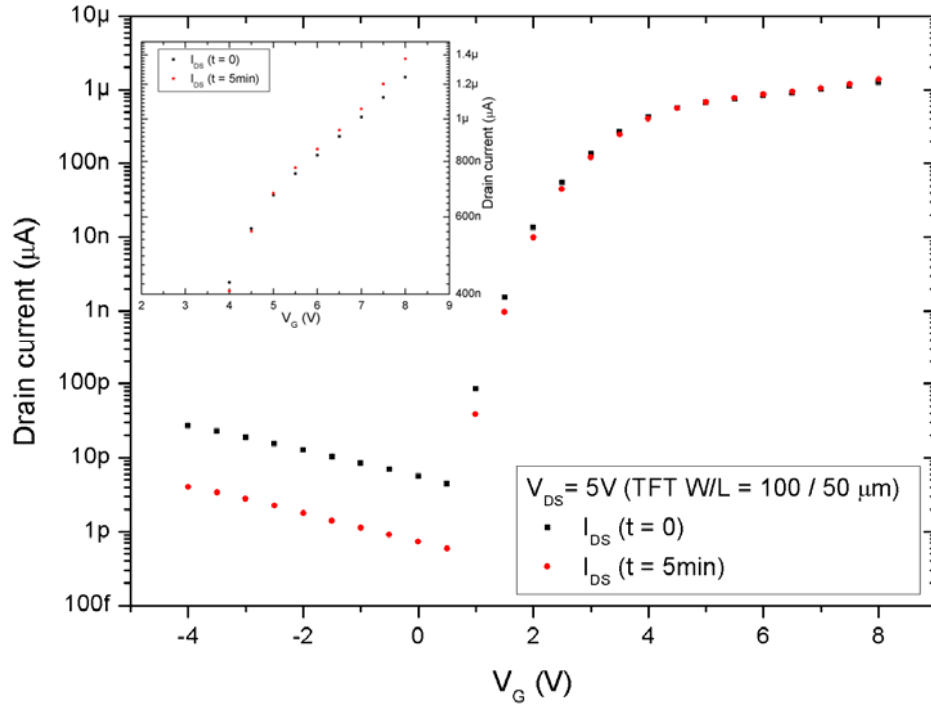 10µ
1µ
100n
10n
1n
100p
10p
1p
100f
Drain current (µA)
-4 -2 0 2 4 6 8
V_G (V)
I_DS (t = 0)
I_DS (t = 5min)
1.4µ
1.2µ
1µ
800n
600n
400n
Drain current (µA)
2 3 4 5 6 7 8 9
V_G (V)
V_DS= 5V (TFT W/L = 100 / 50 µm)
I_DS (t = 0)
I_DS (t = 5min)